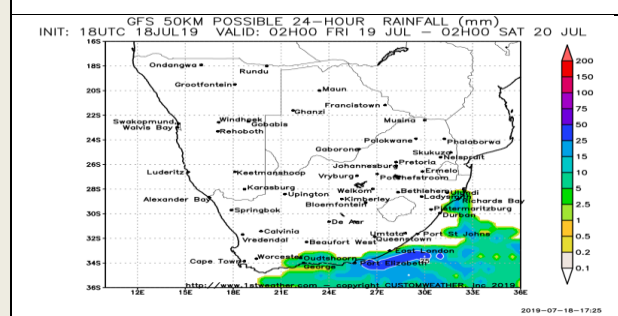 GFS 50KM POSSIBLE 24-HOUR RAINFALL (mm)
INIT: 18UTC 18JUL19 VALID: 02H00 FRI 19 JUL - 02H00 SAT 20 JUL
16S
18S
20S
22S
24S
26S
28S
30S
32S
34S
36S
Ondangwa
Rundu
Grootfontein
Maun
Francistown
Ghanzi
Swakopmund
Windhoek
Gobabis
Musina
Walvis Bay
Rehoboth
Polokwane
Phalaborwa
Gaborone
Skukuza
Johannesburg
Pretoria
Nelspruit
Luderitz
Keetmanshoop
Vryburg
Potchefstroom
Ermelo
Karasburg
Upington
Welkom
Bethlehem
Ulundi
Alexander Bay
Kimberley
Ladysmith
Richards Bay
Bloemfontein
Springbok
Pietermaritzburg
Durban
De Aar
Calvinia
Umtata
Port St Johns
Vredendal
Beaufort West
Queenstown
East London
Cape Town
Worcester
Oudtshoorn
George
Port Elizabeth
http://www.1stweather.com - copyright CUSTOMWEATHER, Inc 2019
12E
15E
18E
21E
24E
27E
30E
33E
36E
200
150
100
75
50
25
15
10
5
2.5
1
0.5
0.2
0.1
2019-07-18-17:25